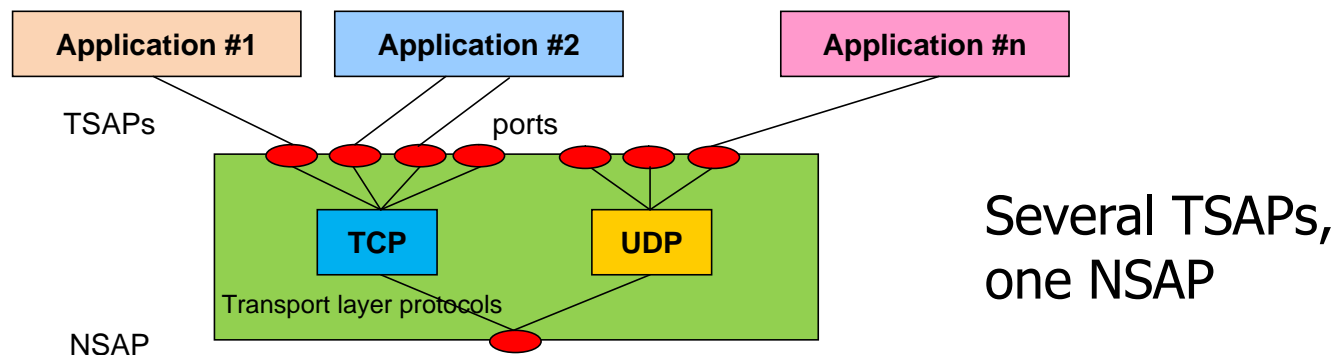 Application #1
Application #2
Application #n
TSAPs
ports
TCP
UDP
Several TSAPs,
one NSAP
Transport layer protocols
NSAP